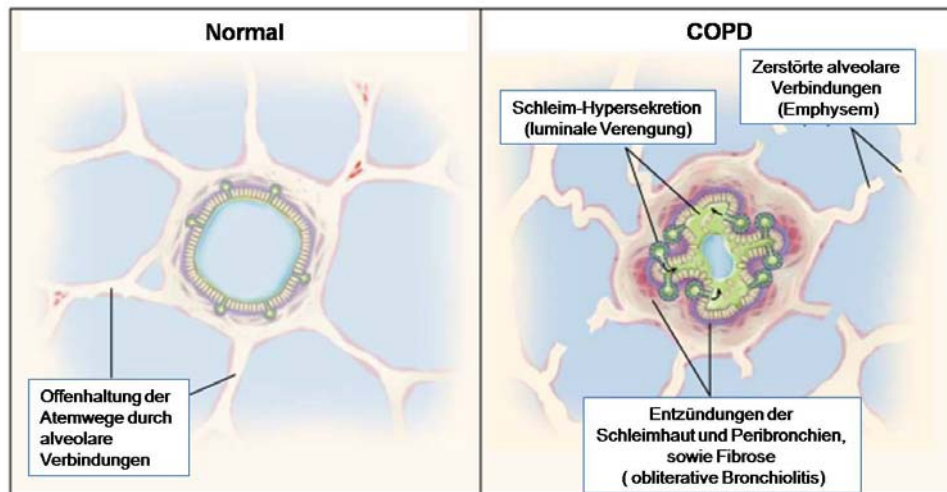 Normal
Offenhaltung der
Atemwege durch
alveolare
Verbindungen
COPD
Schleim-Hypersekretion
(luminale Verengung)
Zerstörte alveolare
Verbindungen
(Emphysem)
Entzündungen der
Schleimhaut und Peribronchien,
sowie Fibrose
( obliterative Bronchiolitis)